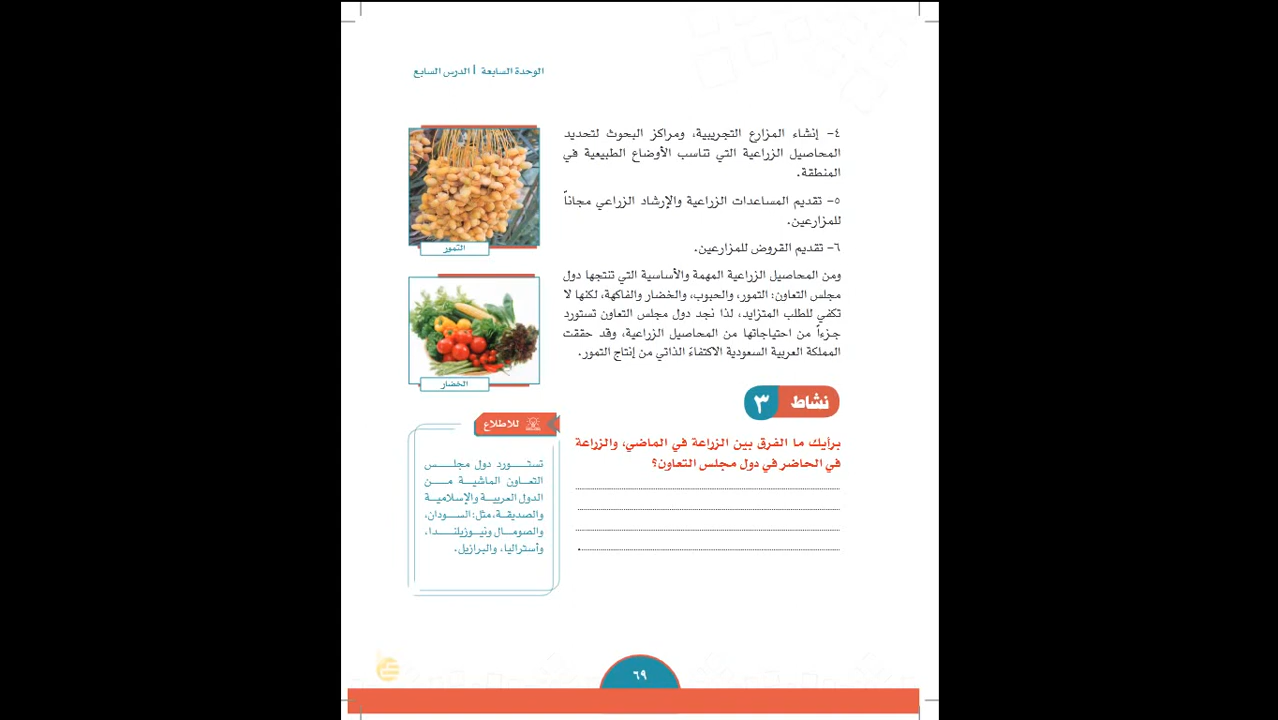 الوحدة السابعة | الدرس السابع
٤- إنشاء المزارع التجريبية، ومراكز البحوث لتحديد
المحاصيل الزراعية التي تناسب الأوضاع الطبيعية في
المنطقة.
٥- تقديم المساعدات الزراعية والإرشاد الزراعي مجاناً
للمزارعين.
٦- تقديم القروض للمزارعين.
ومن المحاصيل الزراعية المهمة والأساسية التي تنتجها دول
مجلس التعاون: التمور، والحبوب، والخضار والفاكهة، لكنها لا
تكفي للطلب المتزايد، لذا نجد دول مجلس التعاون تستورد
جزءاً من احتياجاتها من المحاصيل الزراعية، وقد حققت
المملكة العربية السعودية الاكتفاءَ الذاتي من إنتاج التمور.
التمور
الخضار
نشاط ٣
برأيك ما الفرق بين الزراعة في الماضي، والزراعة
في الحاضر في دول مجلس التعاون؟
للاطلاع
تستورد دول مجلس
التعاون الماشية من
الدول العربية والإسلامية
والصديقة، مثل: السودان،
والصومال ونيوزيلندا،
وأستراليا، والبرازيل.
٦٩